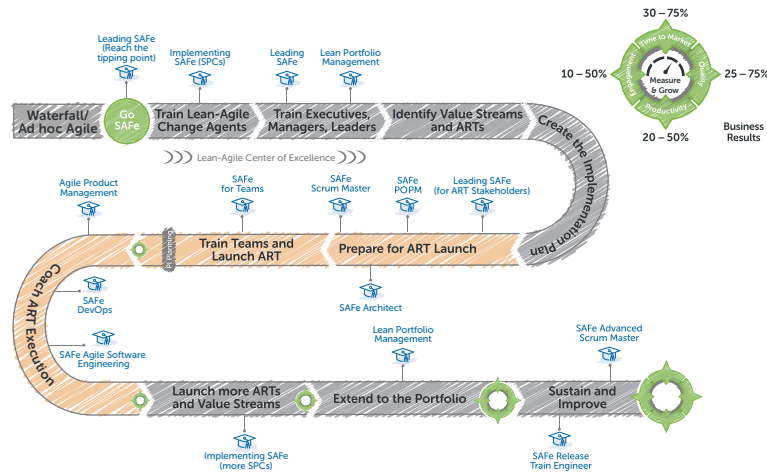 30 – 75%
Time to Market
10 – 50%
Engagement
Measure
& Grow
Quality
25 – 75%
Productivity
20 – 50%
Business
Results
Leading SAFe
(Reach the
tipping point)
Implementing
SAFe (SPCs)
Leading
SAFe
Lean Portfolio
Management
Waterfall/
Ad hoc Agile
Go
SAFe
Train Lean-Agile
Change Agents
Train Executives,
Managers, Leaders
Identify Value Streams
and ARTs
Create the Implementation Plan
Lean-Agile Center of Excellence
Agile Product
Management
SAFe
for Teams
SAFe
Scrum Master
SAFe
POPM
Leading SAFe
(for ART Stakeholders)
PI Planning
Train Teams and
Launch ART
Prepare for ART Launch
SAFe Architect
Coach ART Execution
SAFe
DevOps
SAFe Agile Software
Engineering
Lean Portfolio
Management
SAFe Advanced
Scrum Master
Launch more ARTs
and Value Streams
Extend to the Portfolio
Sustain and
Improve
Implementing SAFe
(more SPCs)
SAFe Release
Train Engineer